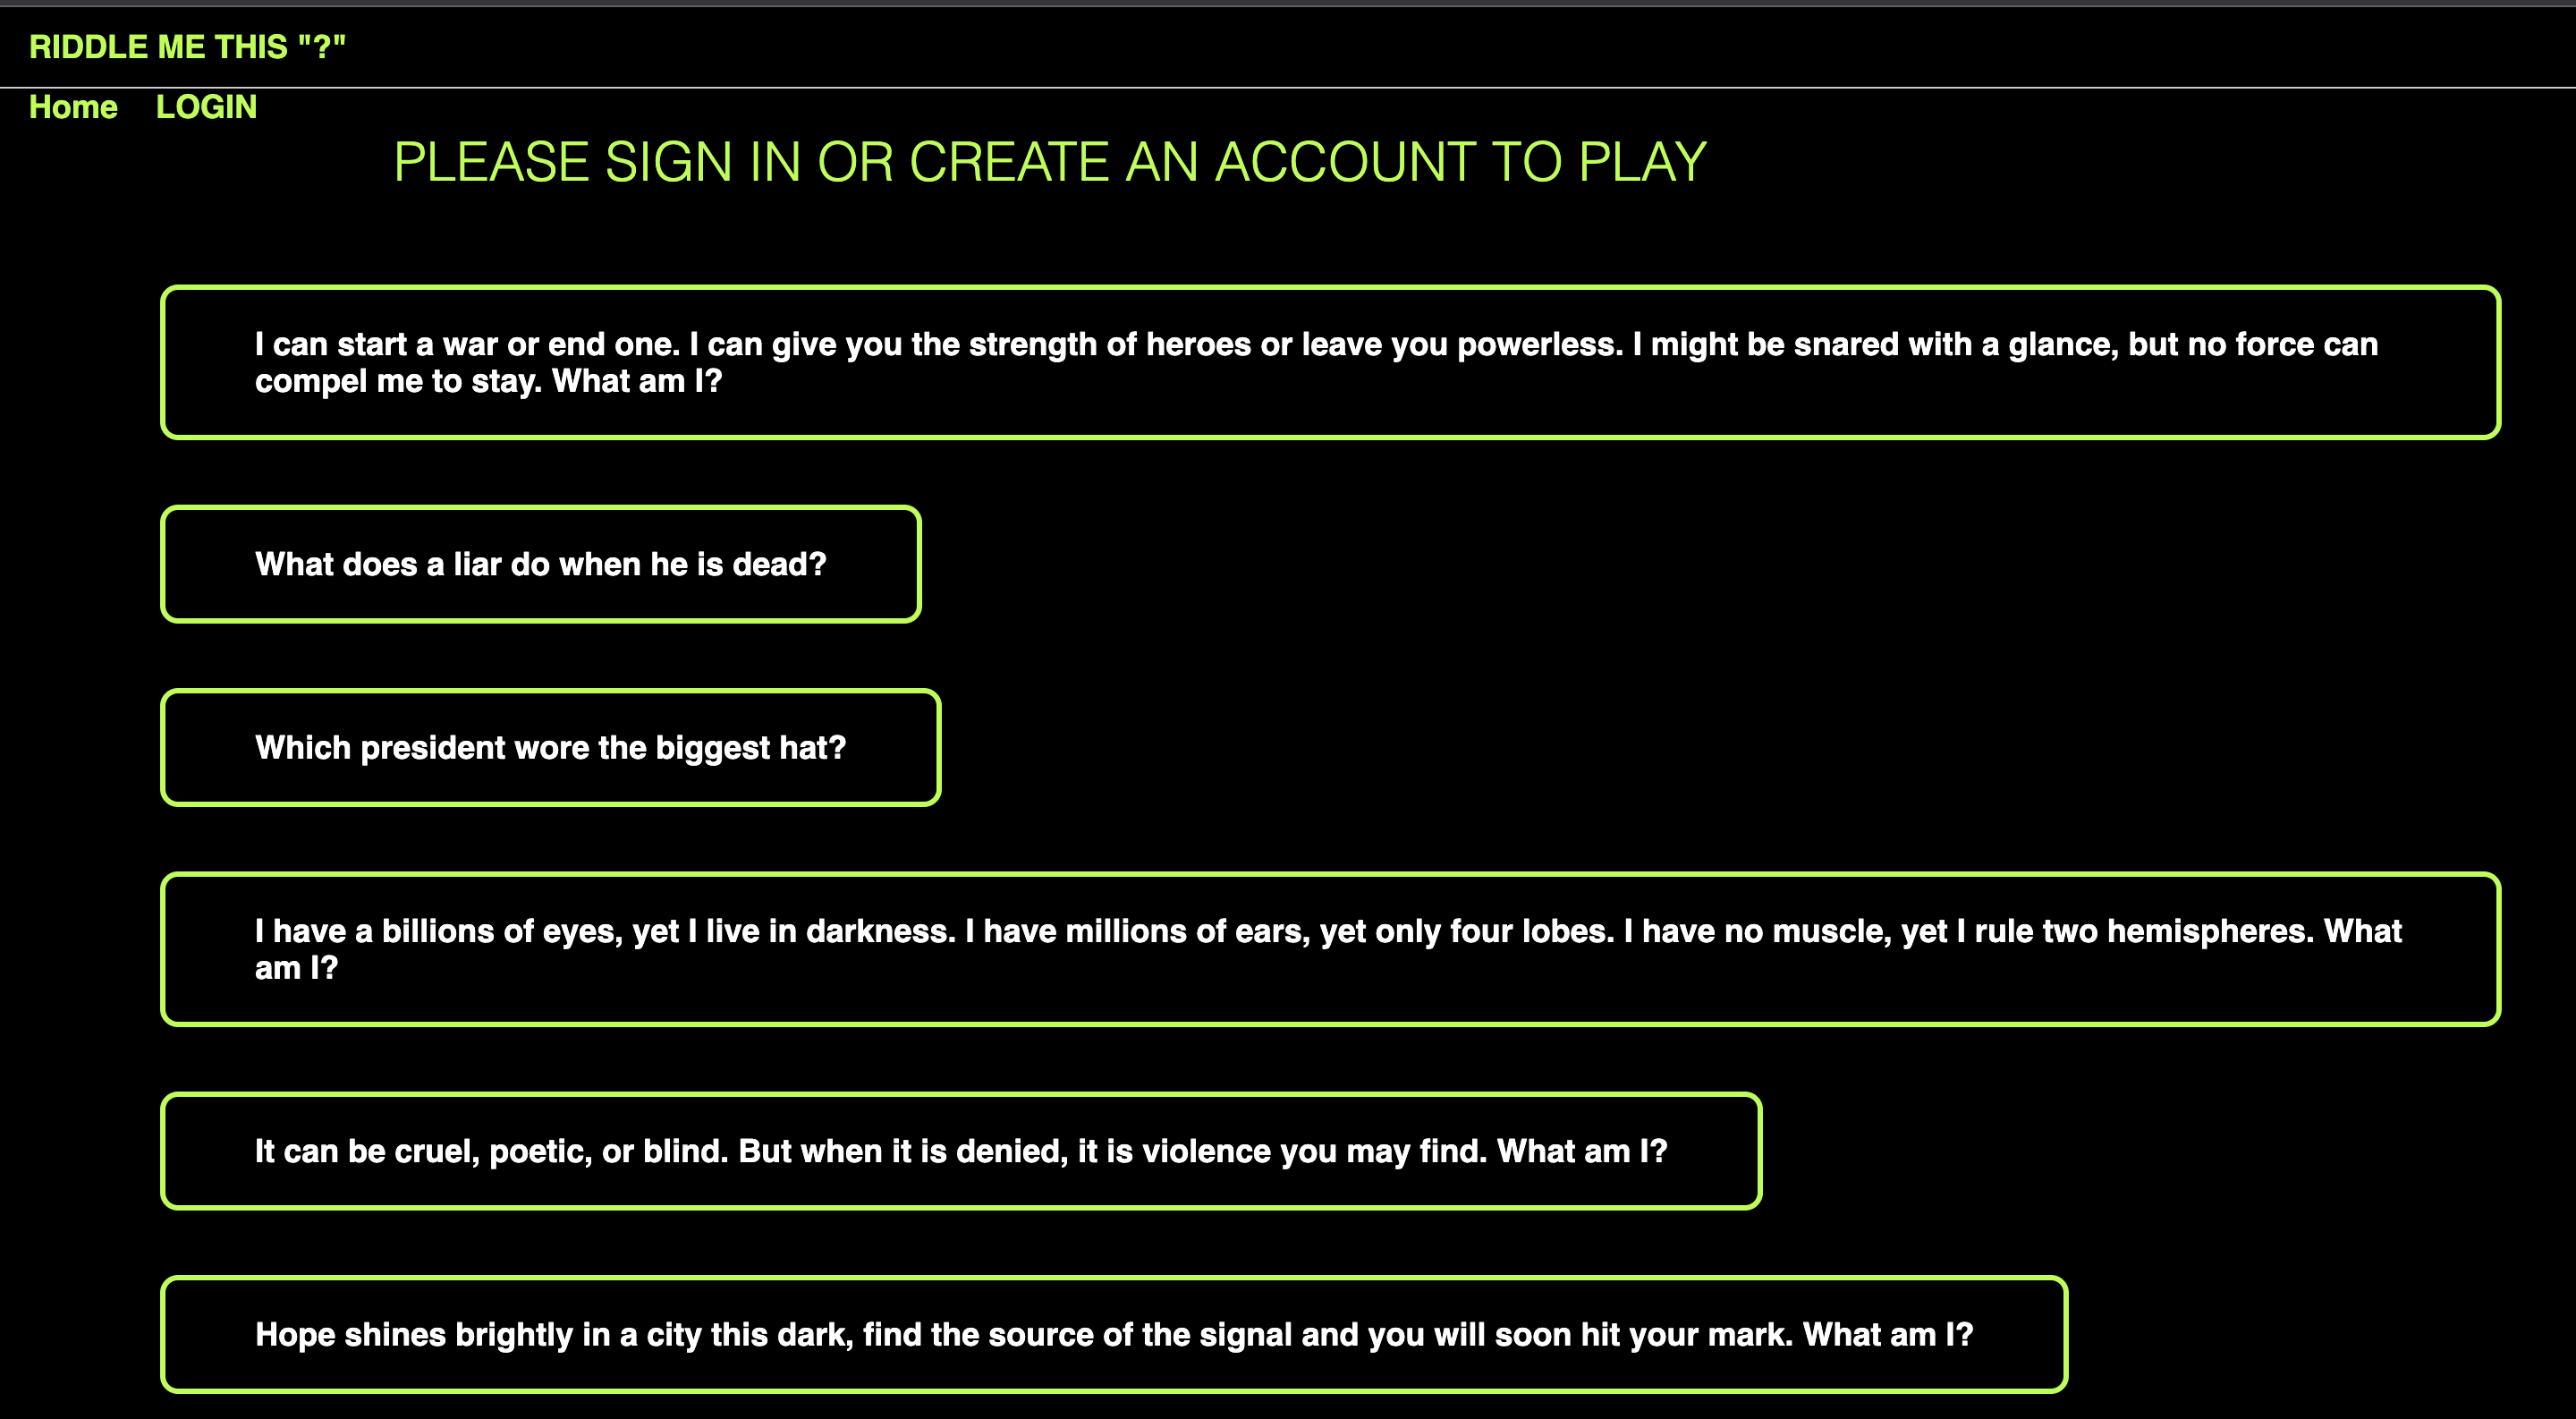 RIDDLE ME THIS "?"
Home LOGIN
PLEASE SIGN IN OR CREATE AN ACCOUNT TO PLAY
I can start a war or end one. I can give you the strength of heroes or leave you powerless. I might be snared with a glance, but no force can
compel me to stay. What am I?
What does a liar do when he is dead?
Which president wore the biggest hat?
I have a billions of eyes, yet I live in darkness. I have millions of ears, yet only four lobes. I have no muscle, yet I rule two hemispheres. What
am I?
It can be cruel, poetic, or blind. But when it is denied, it is violence you may find. What am I?
Hope shines brightly in a city this dark, find the source of the signal and you will soon hit your mark. What am I?